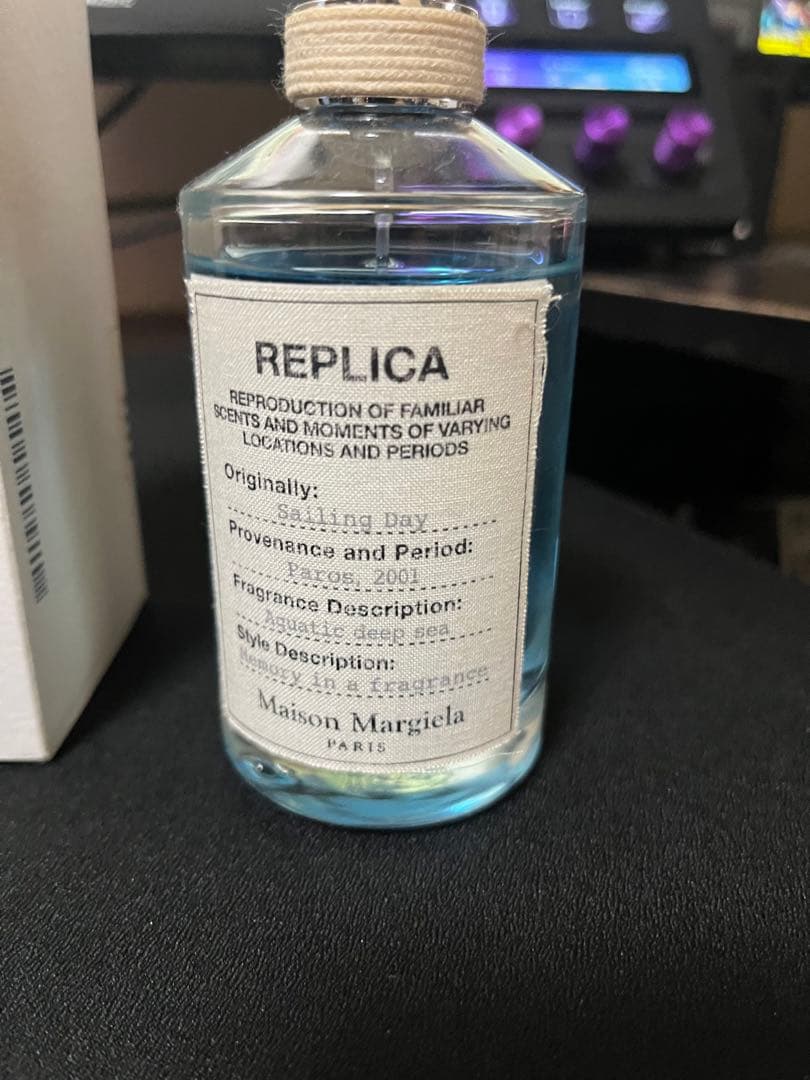 REPLICA
REPRODUCTION OF FAMILIAR
SCENTS AND MOMENTS OF VARYING
LOCATIONS AND PERIODS
Originally:
Sailing Day
Provenance and Period:
Paros, 2001
Fragrance Description:
Aquatic deep sea
Style Description:
Memory in a fragrance
Maison Margiela
PARIS